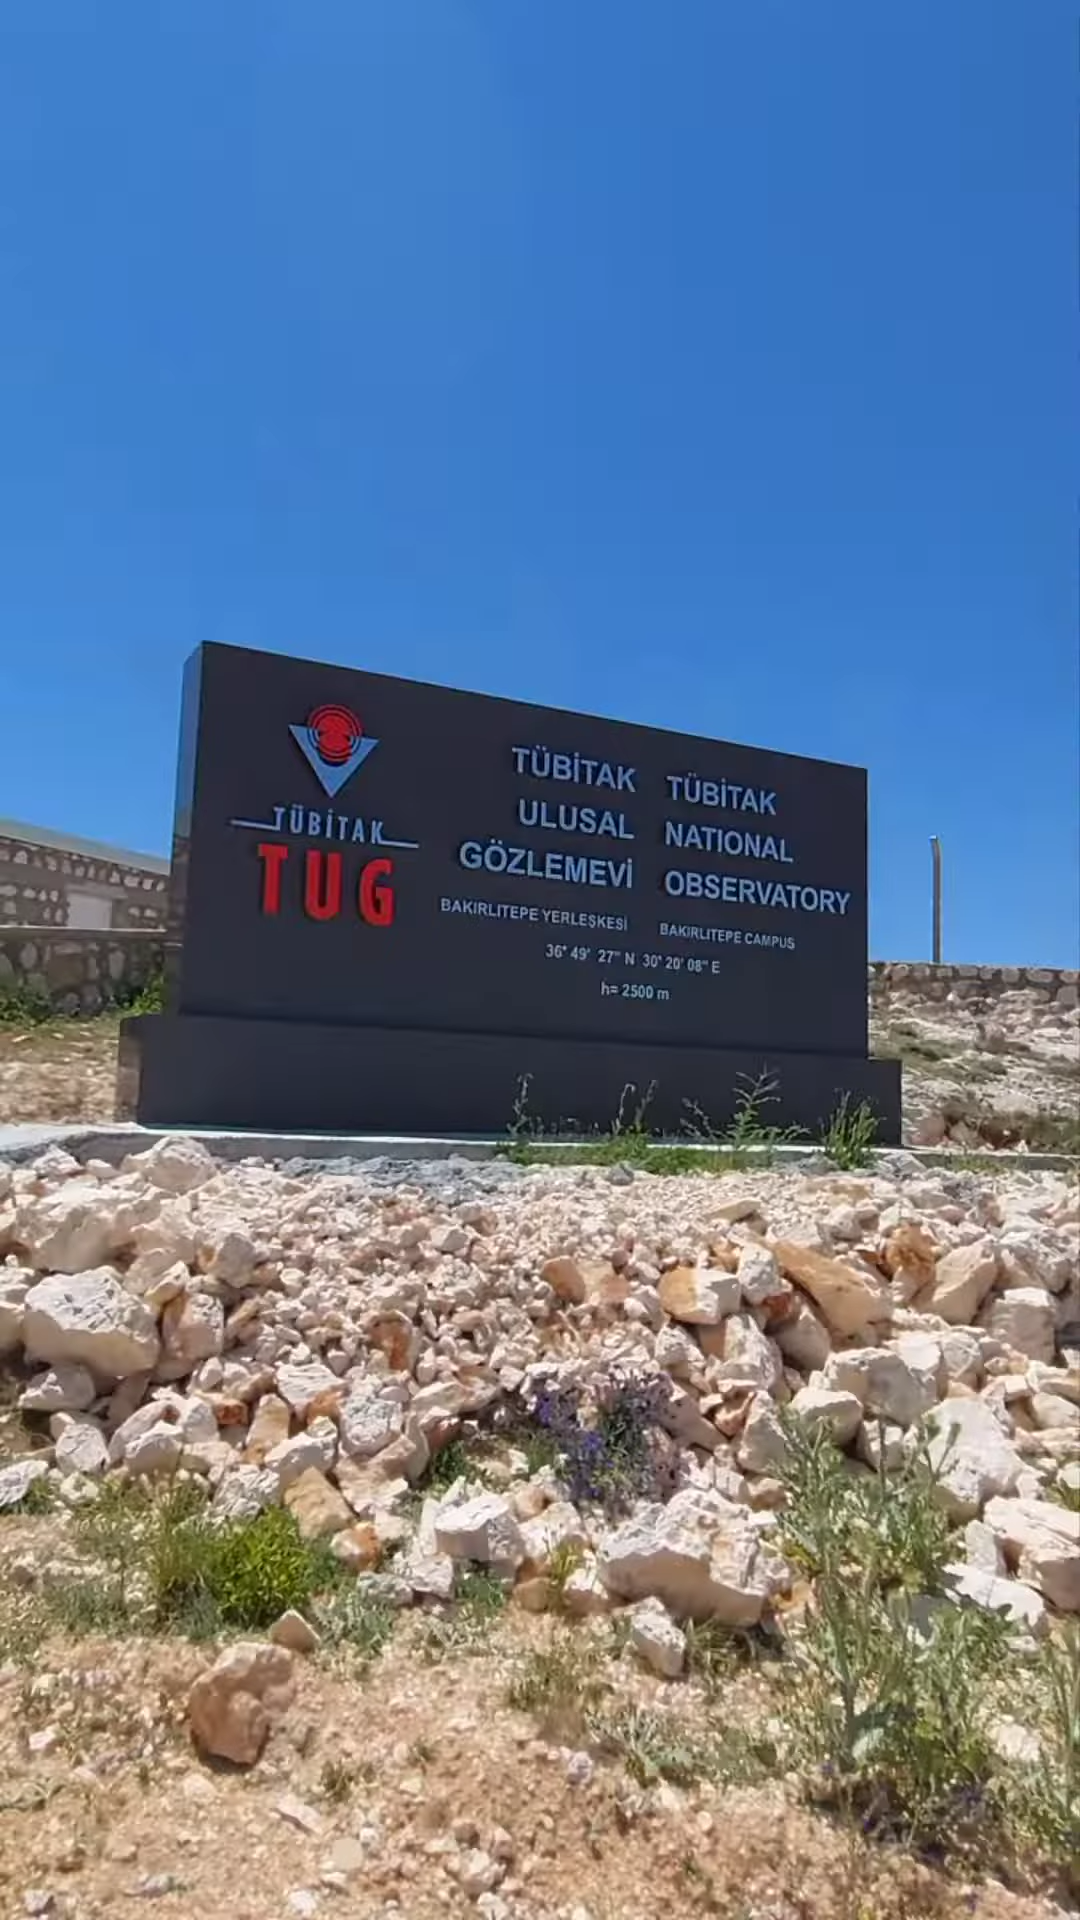 TÜBİTAK
TUG
TÜBİTAK
ULUSAL
GÖZLEMEVİ
BAKIRLITEPE YERLEŞKESİ
TÜBİTAK
NATIONAL
OBSERVATORY
BAKIRLITEPE CAMPUS
36° 49' 27" N 30° 20' 08" E
h= 2500 m